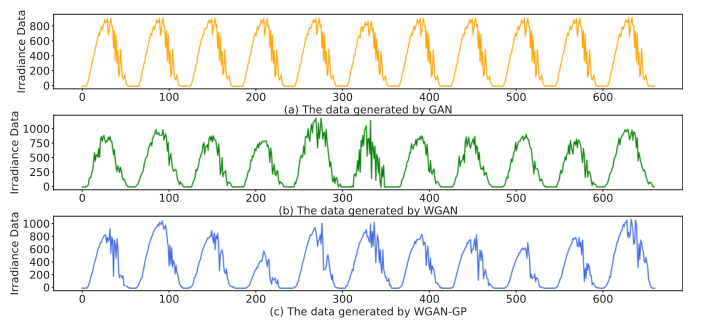 Irradiance Data
800
600
400
200
0
0 100 200 300 400 500 600
(a) The data generated by GAN
Irradiance Data
1000
750
500
250
0
0 100 200 300 400 500 600
(b) The data generated by WGAN
Irradiance Data
1000
800
600
400
200
0
0 100 200 300 400 500 600
(c) The data generated by WGAN-GP